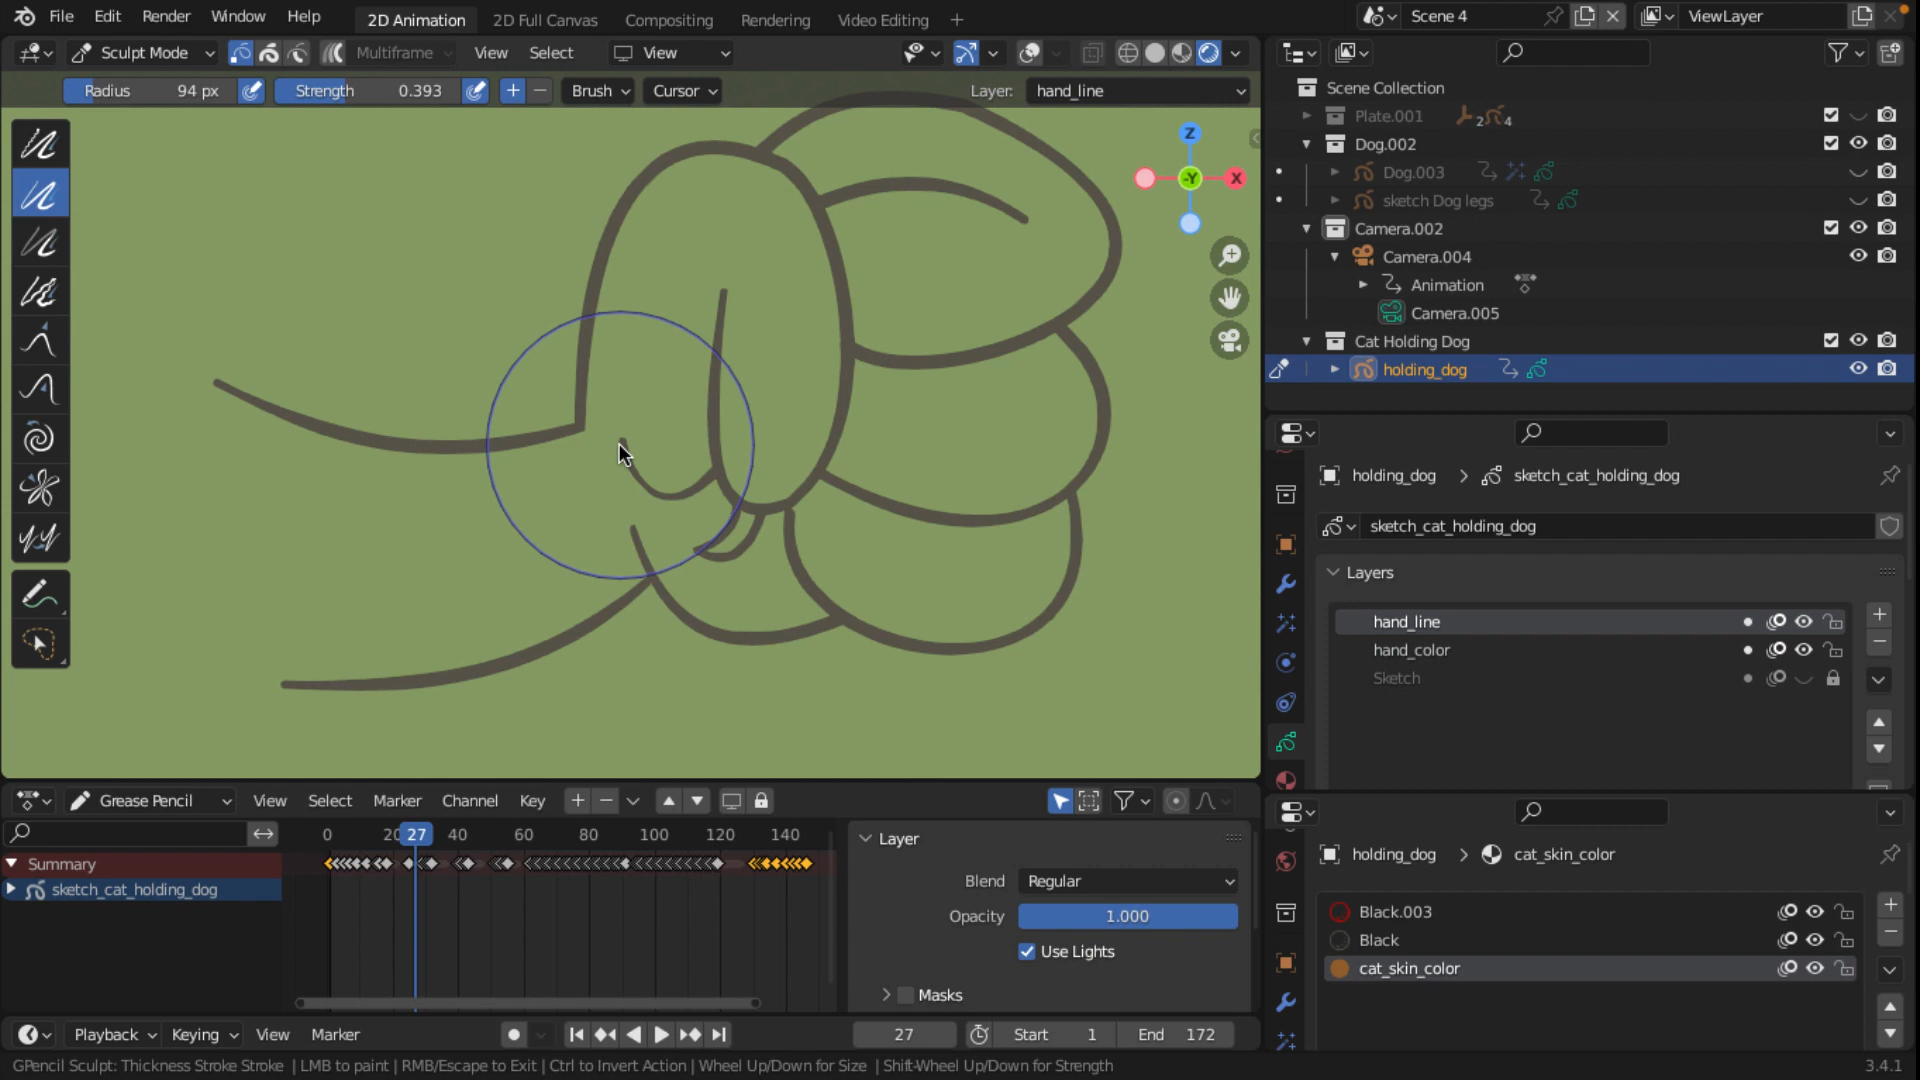 File Edit Render Window Help 2D Animation 2D Full Canvas Compositing Rendering Video Editing + Scene 4 ViewLayer
Sculpt Mode Multiframe View Select View
Radius 94 px Strength 0.393 Brush Cursor Layer: hand_line
Z
-Y X
Scene Collection
Plate.001 2 4
Dog.002
Dog.003
sketch Dog legs
Camera.002
Camera.004
Animation
Camera.005
Cat Holding Dog
holding_dog
holding_dog > sketch_cat_holding_dog
sketch_cat_holding_dog
Layers
hand_line
hand_color
Sketch
Grease Pencil View Select Marker Channel Key
0 20 27 40 60 80 100 120 140
Summary
sketch_cat_holding_dog
Layer
Blend Regular
Opacity 1.000
Use Lights
Masks
holding_dog > cat_skin_color
Black.003
Black
cat_skin_color
Playback Keying View Marker 27 Start 1 End 172
GPencil Sculpt: Thickness Stroke Stroke | LMB to paint | RMB/Escape to Exit | Ctrl to Invert Action | Wheel Up/Down for Size | Shift-Wheel Up/Down for Strength 3.4.1